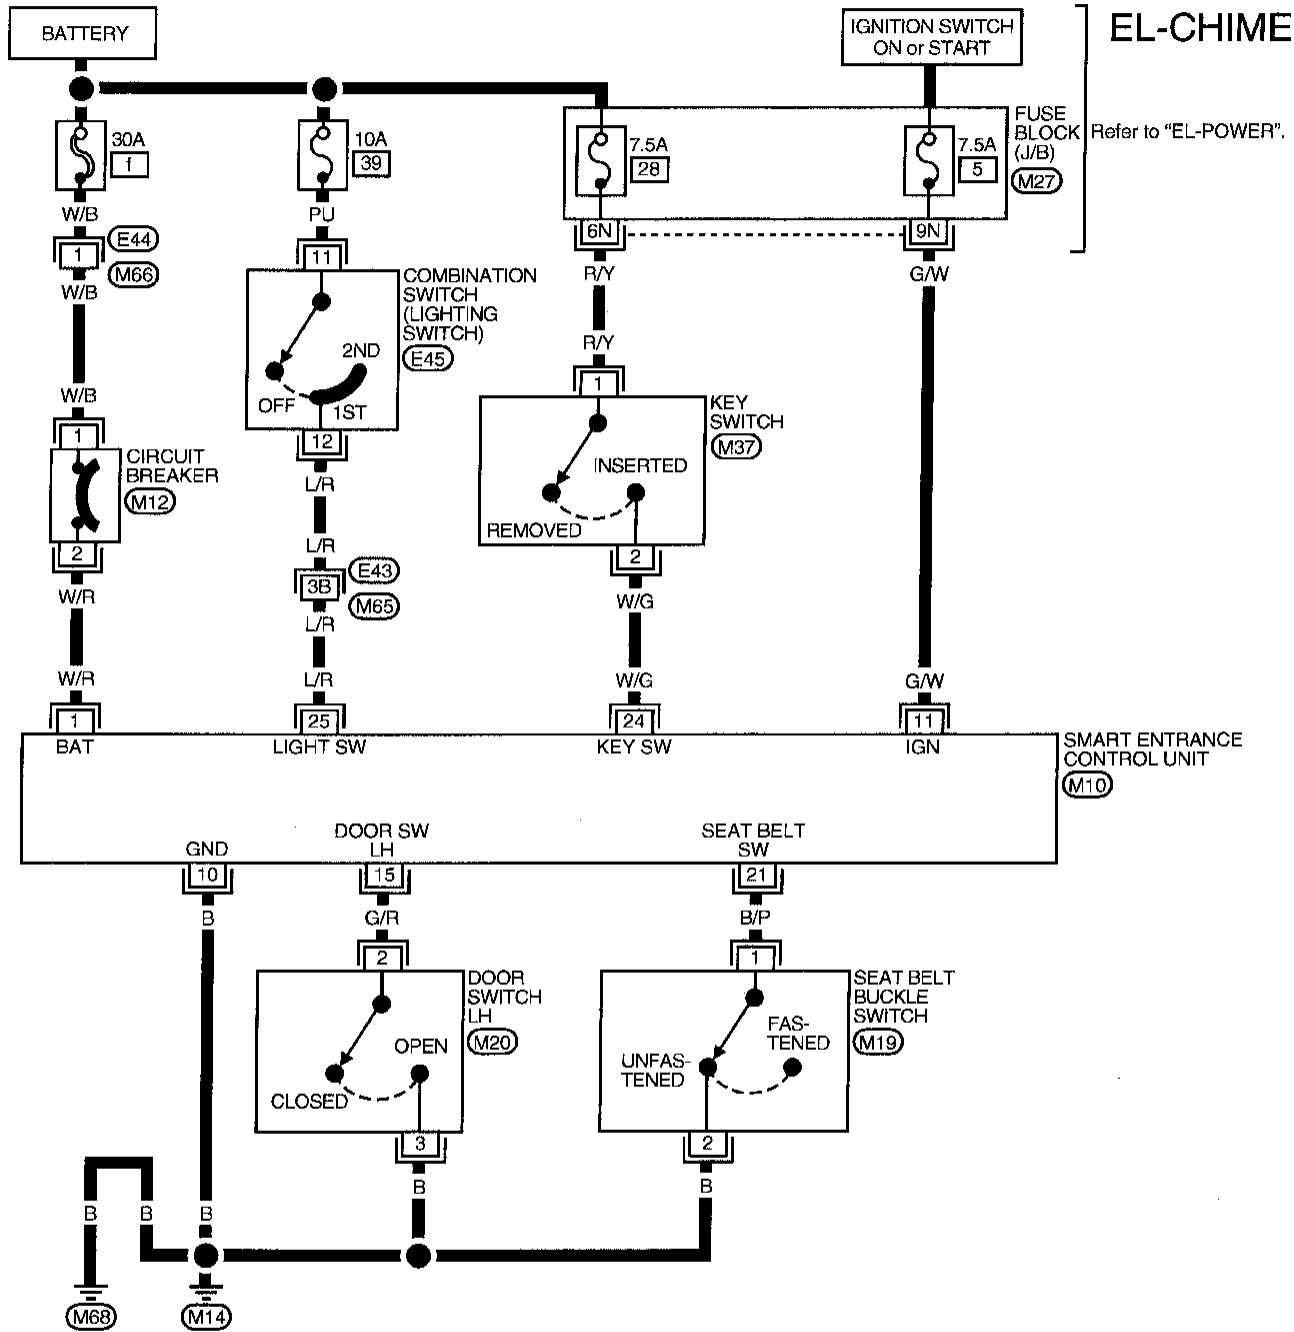 BATTERY
IGNITION SWITCH
ON or START
EL-CHIME
30A
f
10A
39
7.5A
28
7.5A
5
FUSE
BLOCK
(J/B)
M27
Refer to "EL-POWER".
W/B
PU
6N
9N
1
E44
M66
11
R/Y
G/W
W/B
COMBINATION
SWITCH
(LIGHTING
SWITCH)
E45
2ND
OFF
1ST
R/Y
W/B
1
1
KEY
SWITCH
M37
12
CIRCUIT
BREAKER
M12
INSERTED
REMOVED
L/R
2
L/R
2
W/R
3B
E43
M65
W/G
L/R
W/R
L/R
W/G
G/W
1
25
24
11
BAT
LIGHT SW
KEY SW
IGN
SMART ENTRANCE
CONTROL UNIT
M10
GND
DOOR SW
LH
SEAT BELT
SW
10
15
21
B
G/R
B/P
2
1
DOOR
SWITCH
LH
M20
SEAT BELT
BUCKLE
SWITCH
M19
OPEN
CLOSED
FAS-
TENED
UNFAS-
TENED
3
2
B
B
B
B
B
M68
M14